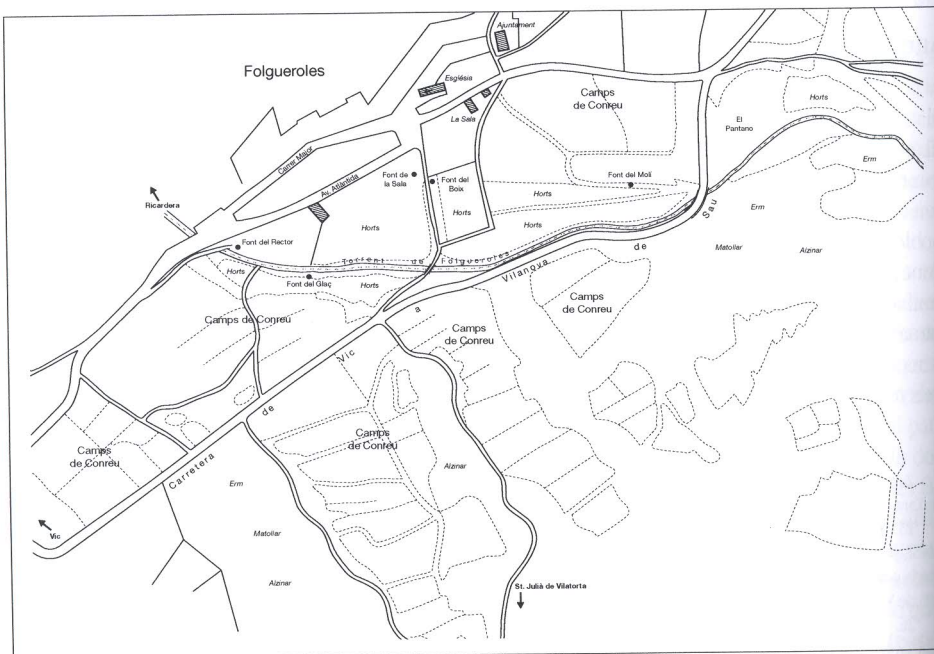 Ajuntament
Folgueroles
Església
Camps
de Conreu
Horts
La Sala
El
Pantano
Carrer Major
Erm
Font de
la Sala
Font del
Boix
Font del Molí
Av. Atlàntida
Ricardera
Horts
Horts
Erm
Sau
Horts
Horts
Font del Rector
de
Matollar
Alzinar
Torrent de Folgueroles
Horts
Vilanova
Font del Glaç
Horts
Camps
de Conreu
a
Camps de Conreu
Camps
de Conreu
Vic
de
Camps
de Conreu
Camps
de Conreu
Carretera
Alzinar
Erm
Vic
Matollar
Alzinar
St. Julià de Vilatorta